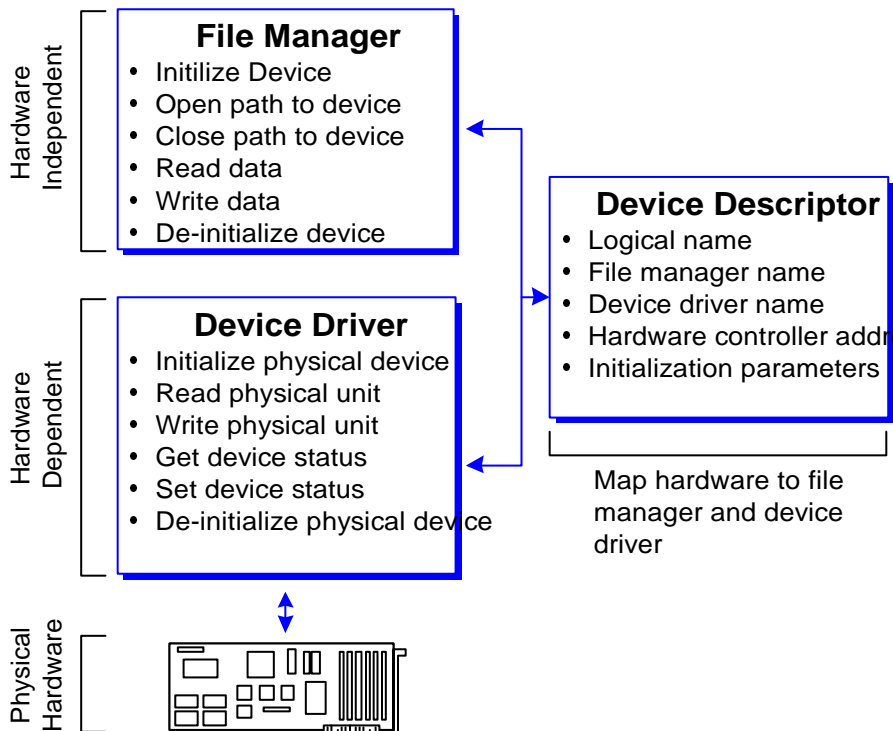 Hardware
Independent
File Manager
• Initilize Device
• Open path to device
• Close path to device
• Read data
• Write data
• De-initialize device
Device Descriptor
• Logical name
• File manager name
• Device driver name
• Hardware controller addre
• Initialization parameters
Map hardware to file
manager and device
driver
Hardware
Dependent
Device Driver
• Initialize physical device
• Read physical unit
• Write physical unit
• Get device status
• Set device status
• De-initialize physical device
Physical
Hardware